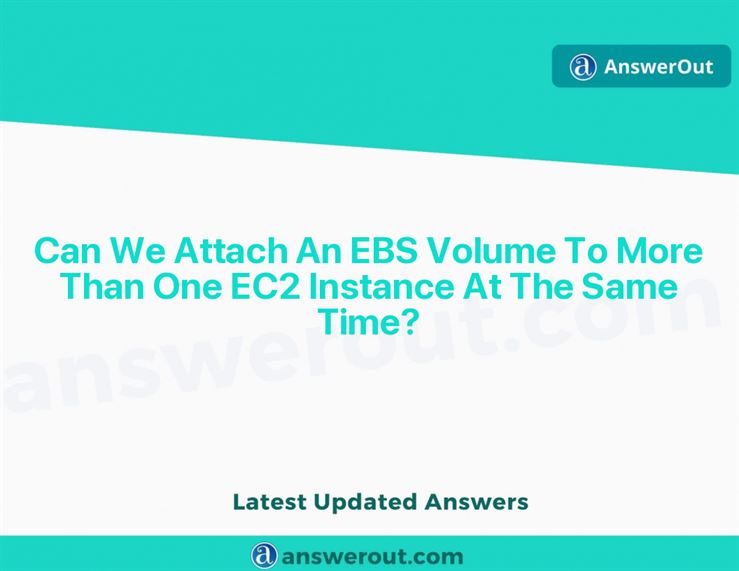 AnswerOut
Can We Attach An EBS Volume To More
Than One EC2 Instance At The Same
Time?
answerout.com
Latest Updated Answers
answerout.com